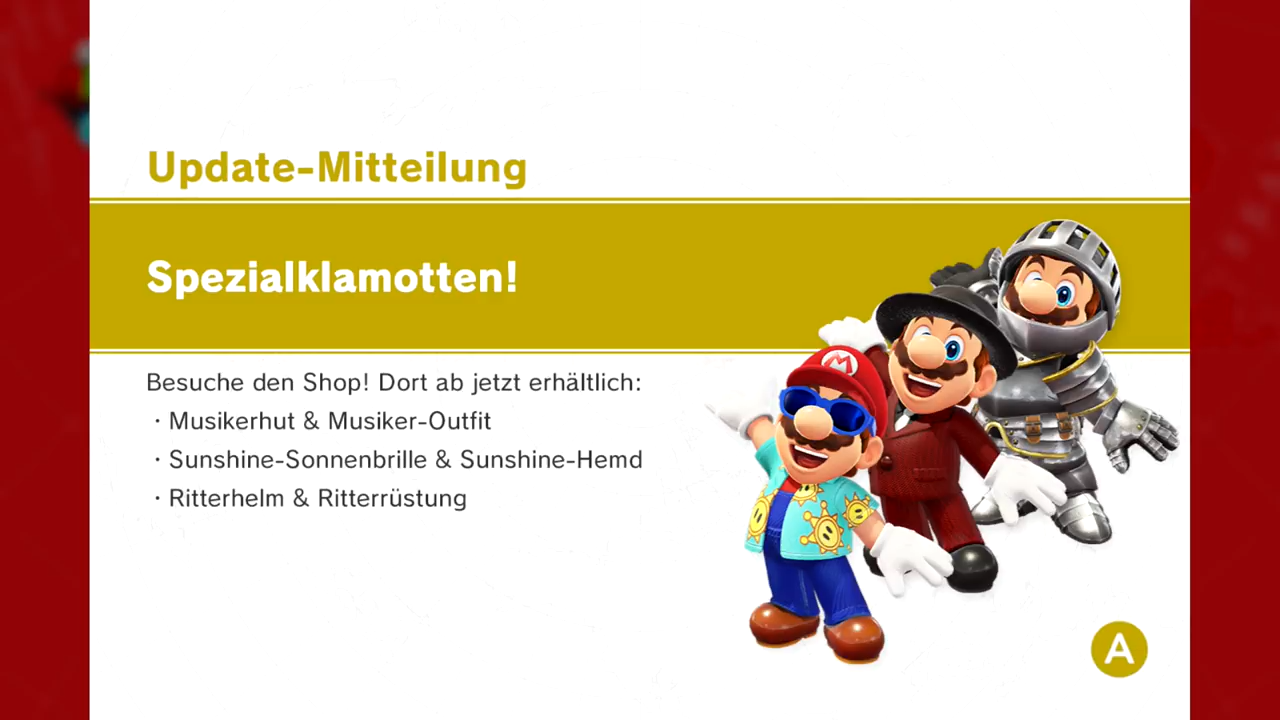 Update-Mitteilung
Spezialklamotten!
Besuche den Shop! Dort ab jetzt erhältlich:
· Musikerhut & Musiker-Outfit
· Sunshine-Sonnenbrille & Sunshine-Hemd
· Ritterhelm & Ritterrüstung
M
A